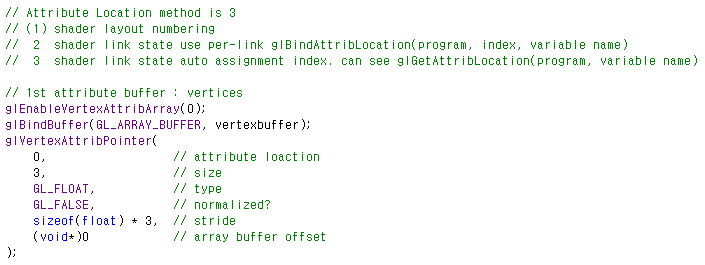 // Attribute Location method is 3
// (1) shader layout numbering
//  2  shader link state use per-link glBindAttribLocation(program, index, variable name)
//  3  shader link state auto assignment index. can see glGetAttribLocation(program, variable name)
// 1st attribute buffer : vertices
glEnableVertexAttribArray(0);
glBindBuffer(GL_ARRAY_BUFFER, vertexbuffer);
glVertexAttribPointer(
    0,                  // attribute loaction
    3,                  // size
    GL_FLOAT,           // type
    GL_FALSE,           // normalized?
    sizeof(float) * 3,  // stride
    (void*)0            // array buffer offset
);